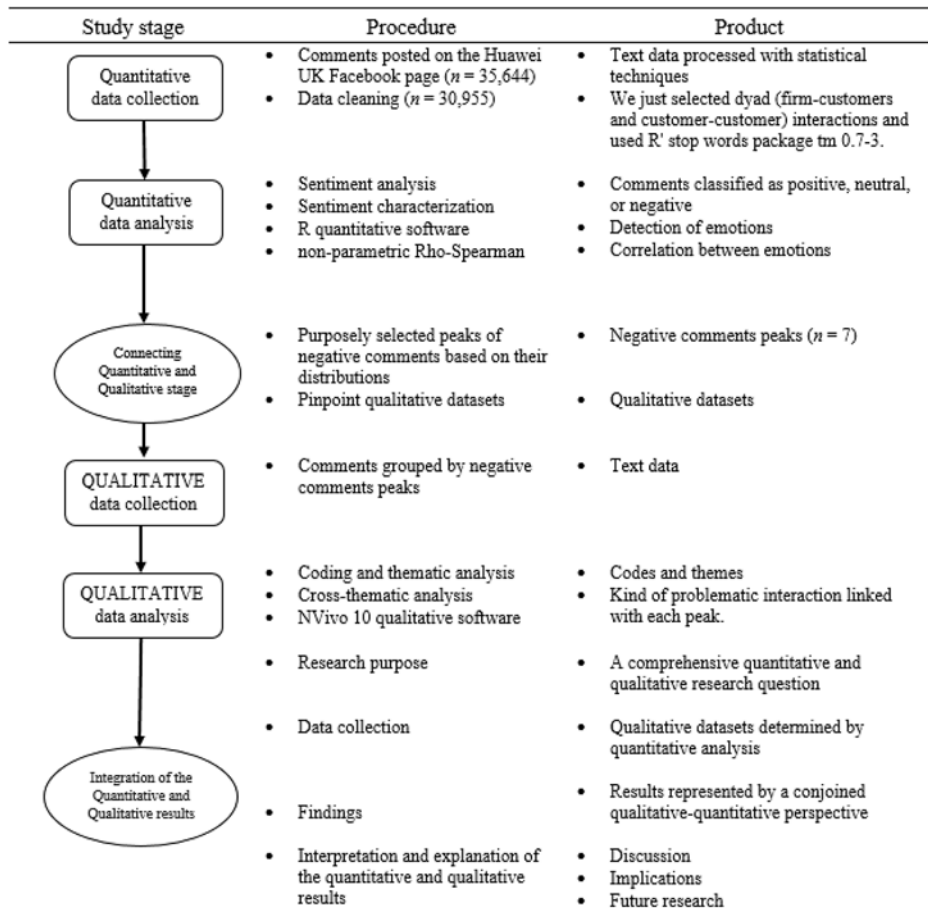 Study stage Procedure Product
Quantitative
data collection
• Comments posted on the Huawei
UK Facebook page (n = 35,644)
• Data cleaning (n = 30,955)
• Text data processed with statistical
techniques
• We just selected dyad (firm-customers
and customer-customer) interactions and
used R' stop words package tm 0.7-3.
Quantitative
data analysis
• Sentiment analysis
• Sentiment characterization
• R quantitative software
• non-parametric Rho-Spearman
• Comments classified as positive, neutral,
or negative
• Detection of emotions
• Correlation between emotions
Connecting
Quantitative and
Qualitative stage
• Purposely selected peaks of
negative comments based on their
distributions
• Pinpoint qualitative datasets
• Negative comments peaks (n = 7)
• Qualitative datasets
QUALITATIVE
data collection
• Comments grouped by negative
comments peaks
• Text data
QUALITATIVE
data analysis
• Coding and thematic analysis
• Cross-thematic analysis
• NVivo 10 qualitative software
• Codes and themes
• Kind of problematic interaction linked
with each peak.
Integration of the
Quantitative and
Qualitative results
• Research purpose
• Data collection
• Findings
• Interpretation and explanation of
the quantitative and qualitative
results
• A comprehensive quantitative and
qualitative research question
• Qualitative datasets determined by
quantitative analysis
• Results represented by a conjoined
qualitative-quantitative perspective
• Discussion
• Implications
• Future research